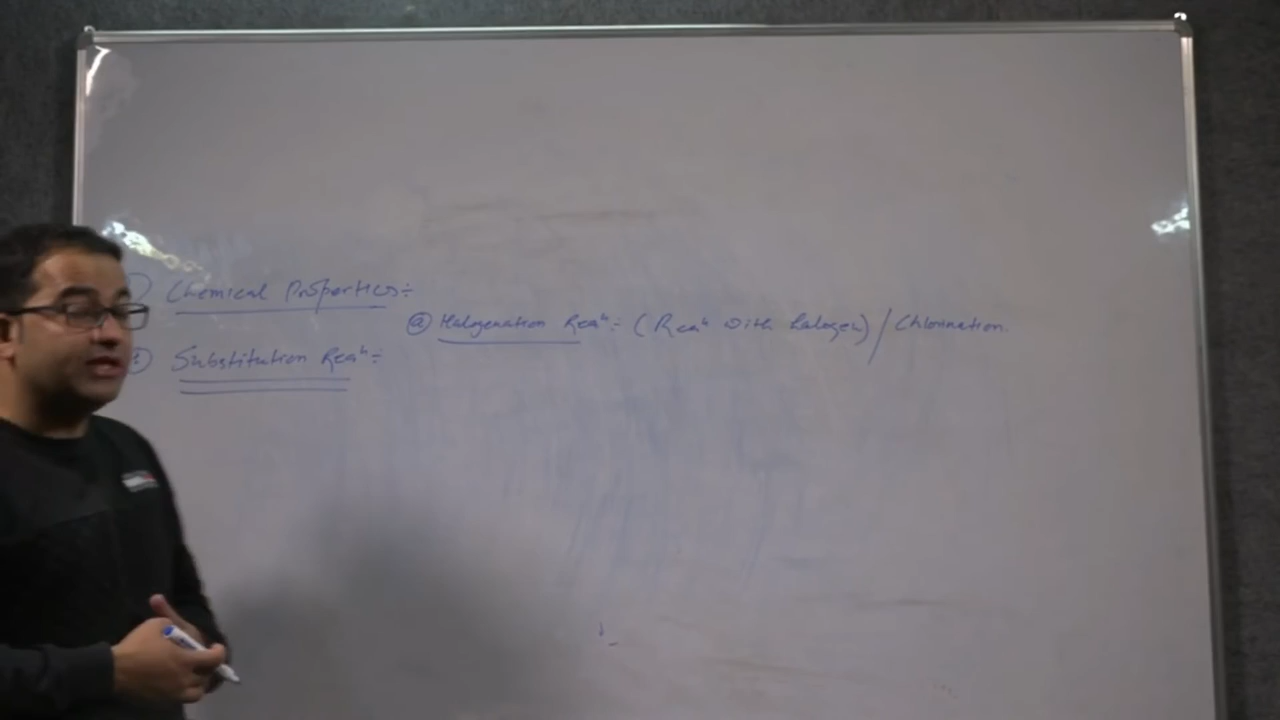 Chemical Properties:-
@ Halogenation Reaⁿ:- (Reaⁿ with halogen) / Chlorination.
Substitution Reaⁿ:-